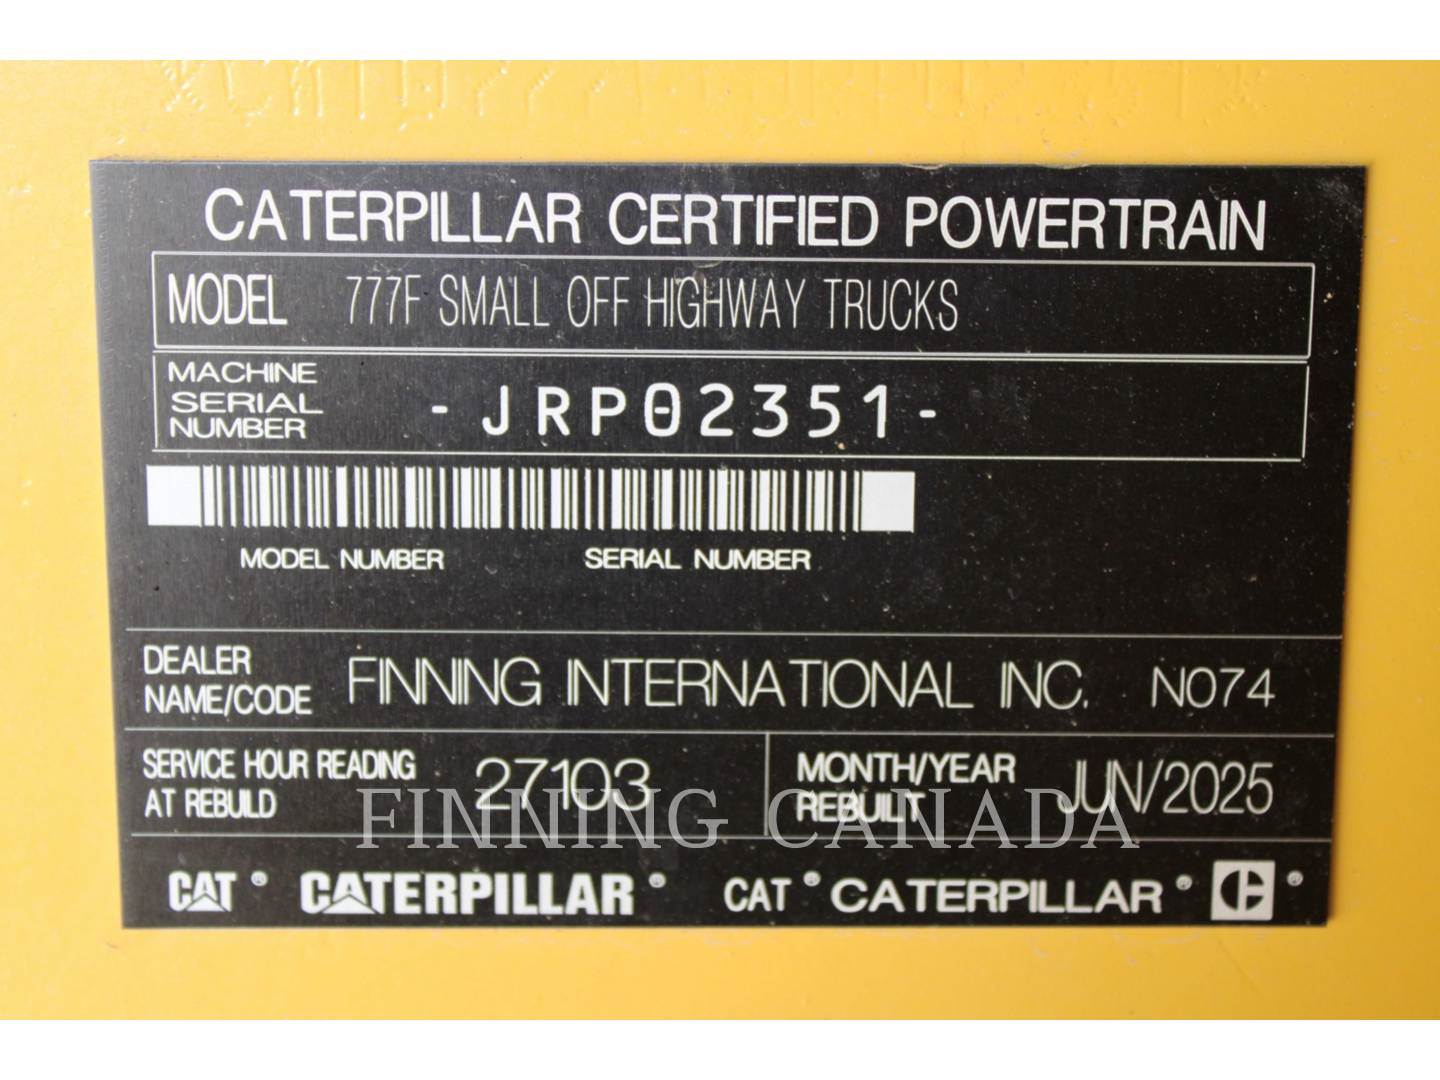 CATERPILLAR CERTIFIED POWERTRAIN
MODEL 777F SMALL OFF HIGHWAY TRUCKS
MACHINE
SERIAL
NUMBER
-JRP02351-
MODEL NUMBER SERIAL NUMBER
DEALER
NAME/CODE
FINNING INTERNATIONAL INC. N074
SERVICE HOUR READING
AT REBUILD
27103
MONTH/YEAR
REBUILT
JUN/2025
FINNING CANADA
CAT® CATERPILLAR® CAT® CATERPILLAR® C®